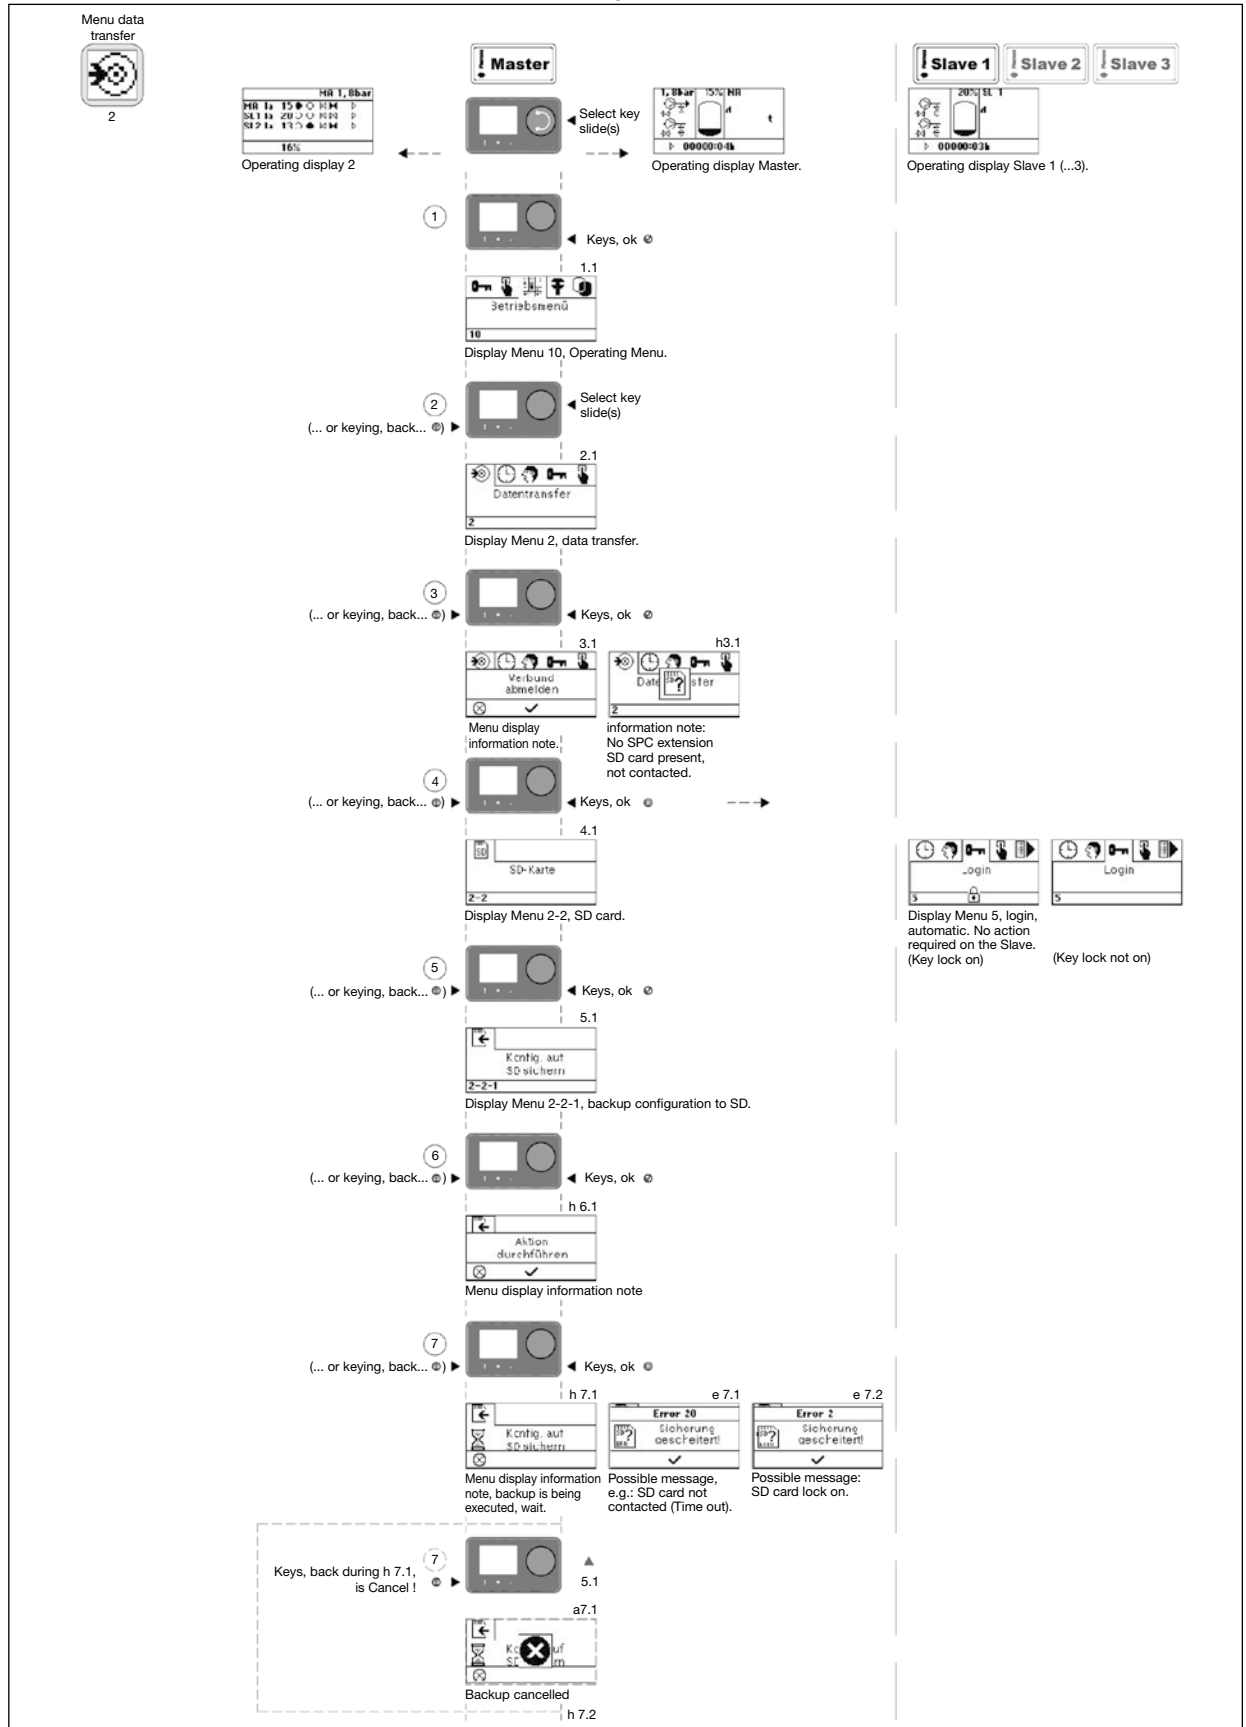 Menu data
transfer
2
Master
Slave 1
Slave 2
Slave 3
MA 1,8bar
MA la 15
SL1 la 20
SL2 la 13
16%
Operating display 2
Select key
slide(s)
1,8bar 15% MA
t
00000:04h
Operating display Master.
20% SL 1
00000:03h
Operating display Slave 1 (...3).
1
Keys, ok
1.1
Betriebsmenü
10
Display Menu 10, Operating Menu.
2
Select key
slide(s)
(... or keying, back... )
2.1
Datentransfer
2
Display Menu 2, data transfer.
3
(... or keying, back... )
Keys, ok
3.1
Verbund
abmelden
Menu display
information note.
h3.1
2
information note:
No SPC extension
SD card present,
not contacted.
4
(... or keying, back... )
Keys, ok
4.1
SD
SD-Karte
2-2
Display Menu 2-2, SD card.
Login
5
Display Menu 5, login,
automatic. No action
required on the Slave.
(Key lock on)
Login
5
(Key lock not on)
5
(... or keying, back... )
Keys, ok
5.1
Konfig. auf
SD sichern
2-2-1
Display Menu 2-2-1, backup configuration to SD.
6
(... or keying, back... )
Keys, ok
h 6.1
Aktion
durchführen
Menu display information note
7
(... or keying, back... )
Keys, ok
h 7.1
Konfig. auf
SD sichern
Menu display information
note, backup is being
executed, wait.
e 7.1
Error 20
Sicherung
gescheitert!
Possible message,
e.g.: SD card not
contacted (Time out).
e 7.2
Error 2
Sicherung
gescheitert!
Possible message:
SD card lock on.
Keys, back during h 7.1,
is Cancel !
7
5.1
a7.1
Backup cancelled
h 7.2